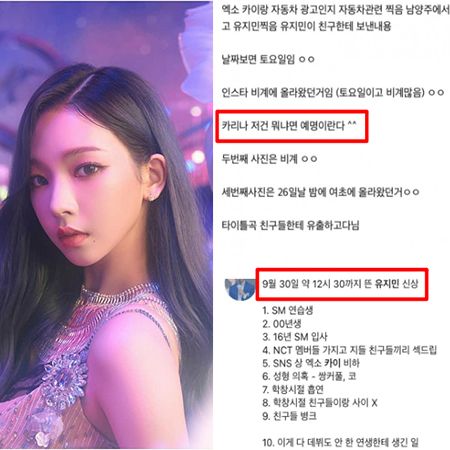 엑소 카이랑 자동차 광고인지 자동차관련 찍음 남양주에서
고 유지민찍음 유지민이 친구한테 보낸내용
날짜보면 토요일임 ㅇㅇ
인스타 비계에 올라왔던거임 (토요일이고 비계많음) ㅇㅇ
카리나 저건 뭐냐면 예명이란다 ^^
두번째 사진은 비계 ㅇㅇ
세번째사진은 26일날 밤에 여초에 올라왔던거ㅇㅇ
타이틀곡 친구들한테 유출하고다님
9월 30일 약 12시 30까지 뜬 유지민 신상
1. SM 연습생
2. 00년생
3. 16년 SM 입사
4. NCT 멤버들 가지고 지들 친구들끼리 섹드립
5. SNS 상 엑소 카이 비하
6. 성형 의혹 - 쌍커풀, 코
7. 학창시절 흡연
8. 학창시절 친구들이랑 사이 X
9. 친구들 벙크
10. 이게 다 데뷔도 안 한 연생한테 생긴 일